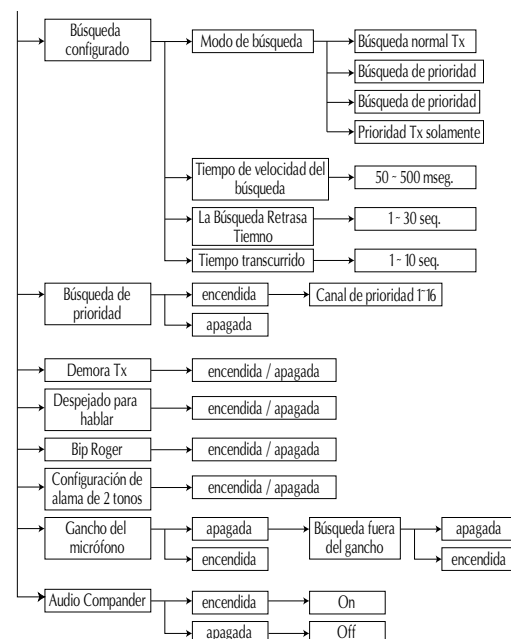 Búsqueda
configurado
Modo de búsqueda
Búsqueda normal Tx
Búsqueda de prioridad
Búsqueda de prioridad
Prioridad Tx solamente
Tiempo de velocidad del
búsqueda
50 - 500 mseg.
La Búsqueda Retrasa
Tiemno
1 - 30 seq.
Tiempo transcurrido
1 - 10 seq.
Búsqueda de
prioridad
encendida
Canal de prioridad 1~16
apagada
Demora Tx
encendida / apagada
Despejado para
hablar
encendida / apagada
Bip Roger
encendida / apagada
Configuración de
alama de 2 tonos
encendida / apagada
Gancho del
micrófono
apagada
Búsqueda fuera
del gancho
apagada
encendida
encendida
Audio Compander
encendida
On
apagada
Off